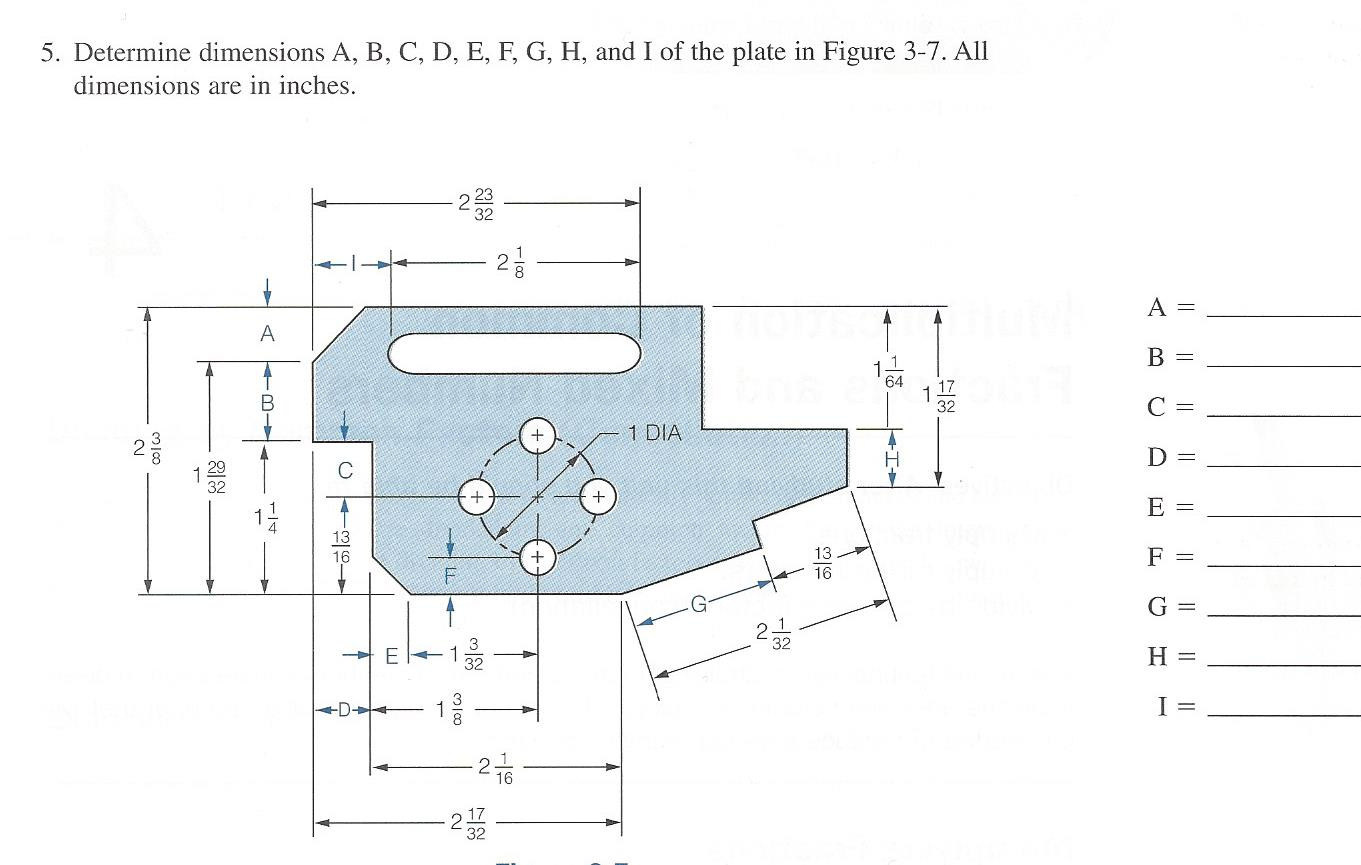 5. Determine dimensions A, B, C, D, E, F, G, H, and I of the plate in Figure 3-7. All
dimensions are in inches.
2 23/32
I
2 1/8
A
B
2 3/8
1 29/32
1 1/4
C
13/16
F
1 DIA
1 1/64
1 17/32
H
13/16
G
2 1/32
E
1 3/32
D
1 3/8
2 1/16
2 17/32
A =
B =
C =
D =
E =
F =
G =
H =
I =